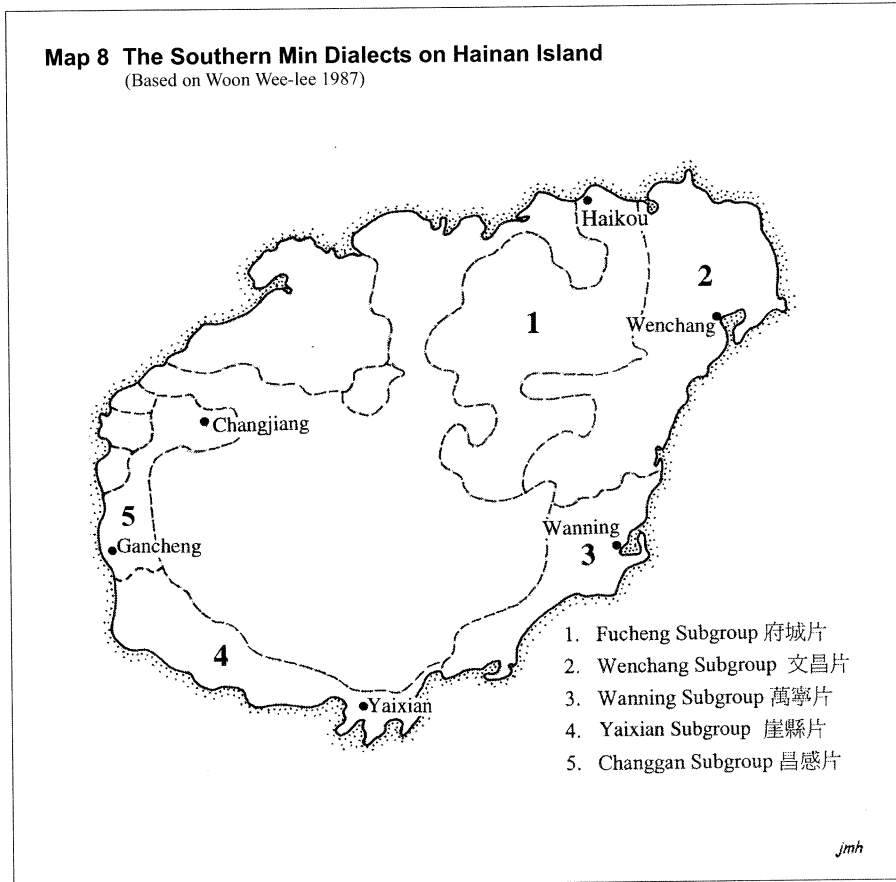 Map 8 The Southern Min Dialects on Hainan Island
(Based on Woon Wee-lee 1987)
Haikou
2
1
Wenchang
Changjiang
5
Gancheng
Wanning
3
4
Yaixian
1. Fucheng Subgroup 府城片
2. Wenchang Subgroup 文昌片
3. Wanning Subgroup 萬寧片
4. Yaixian Subgroup 崖縣片
5. Changgan Subgroup 昌感片
jmh